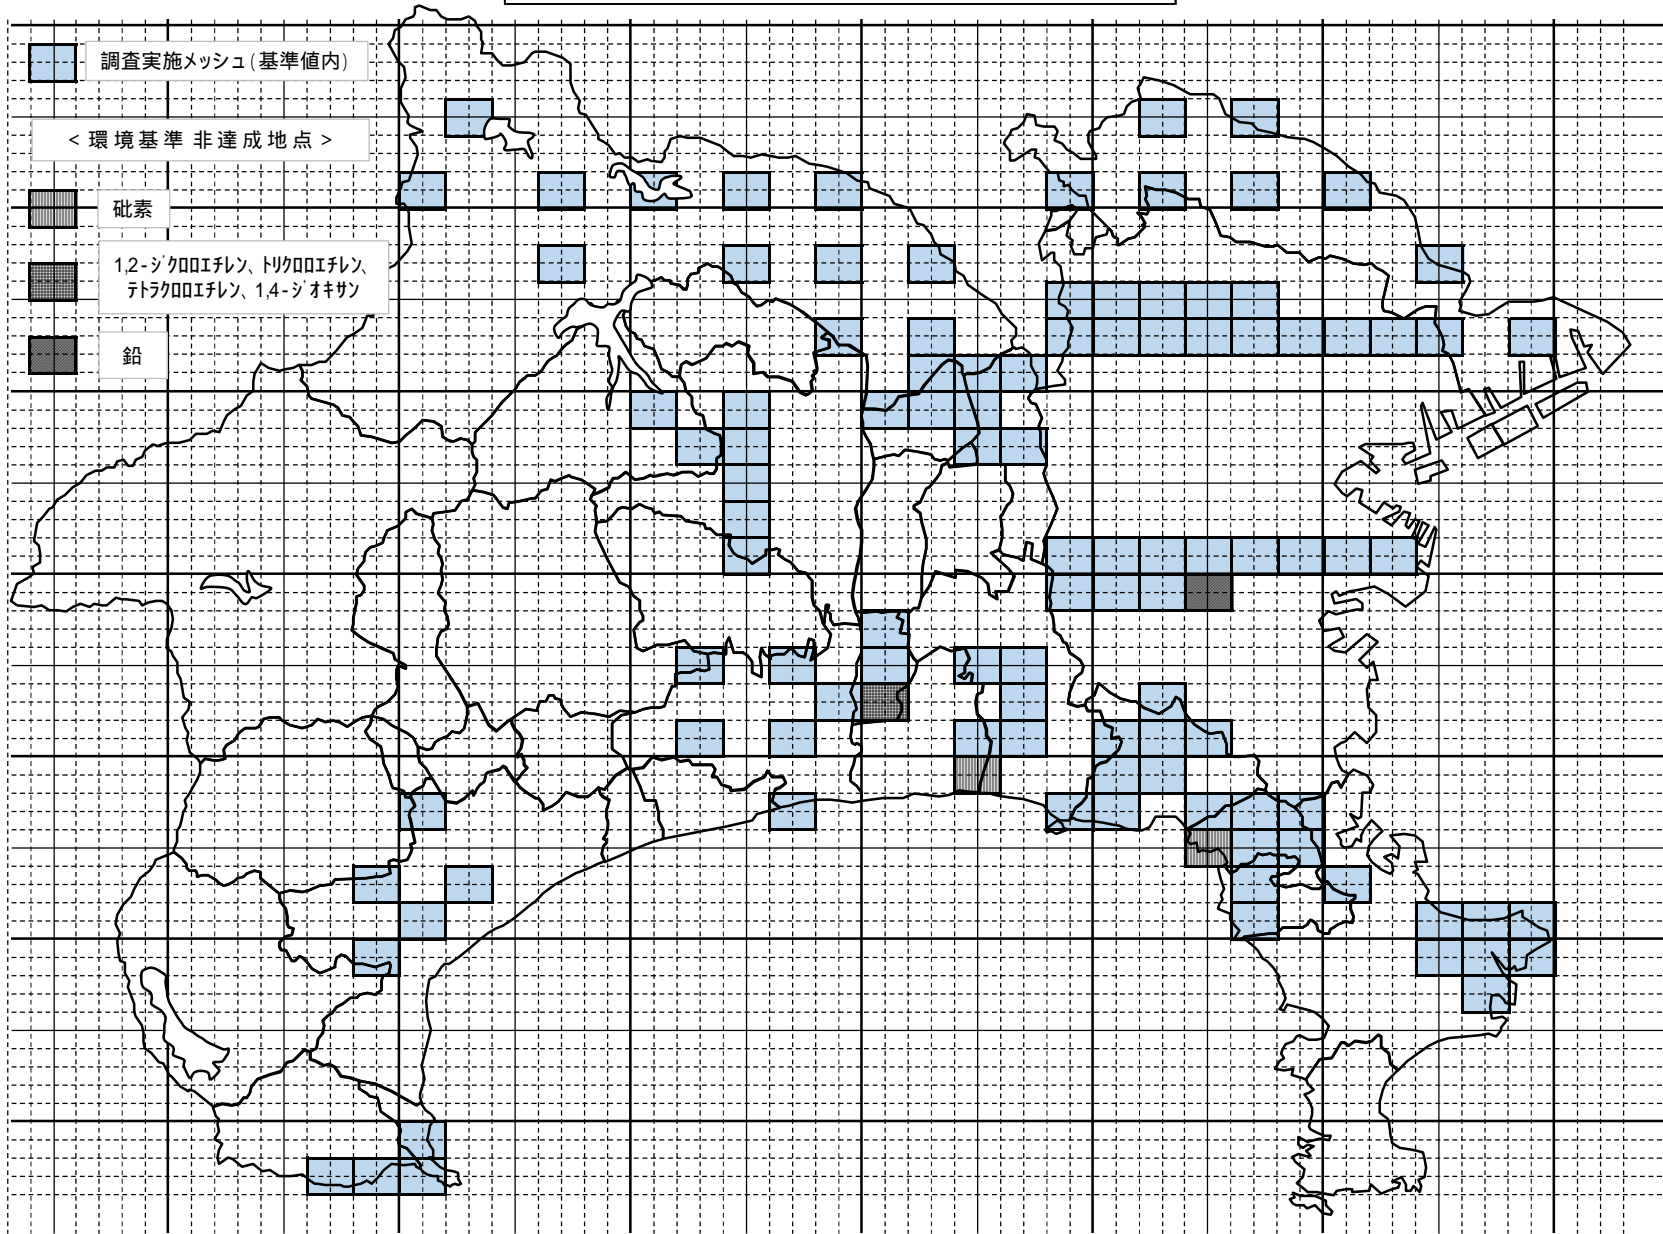 調査実施メッシュ(基準値内)
<環境基準 非達成地点>
砒素
1,2-ジクロロエチレン、トリクロロエチレン、
テトラクロロエチレン、1,4-ジオキサン
鉛